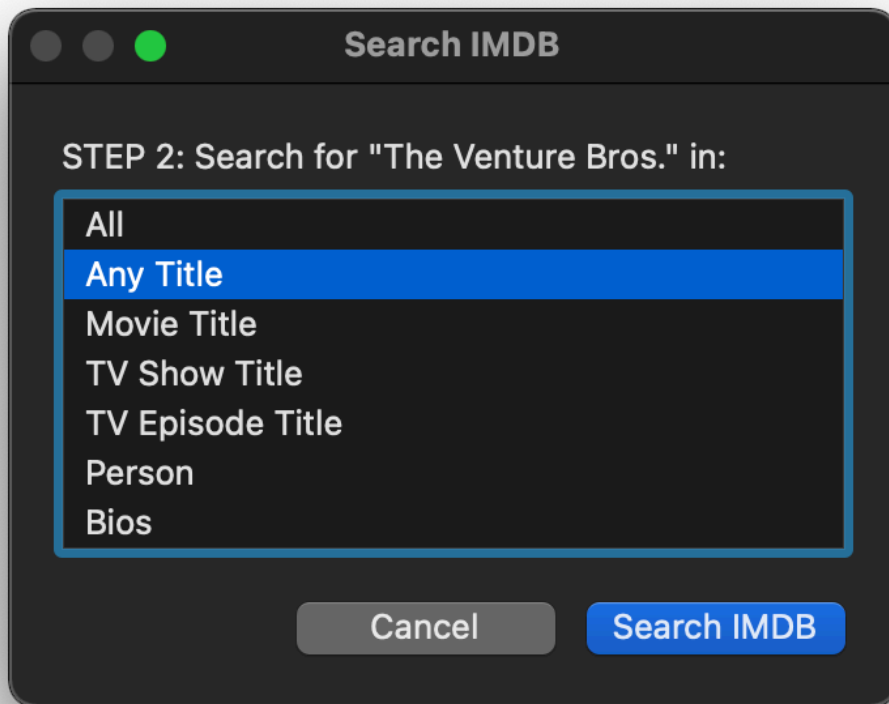 Search IMDB
STEP 2: Search for "The Venture Bros." in:
All
Any Title
Movie Title
TV Show Title
TV Episode Title
Person
Bios
Cancel
Search IMDB